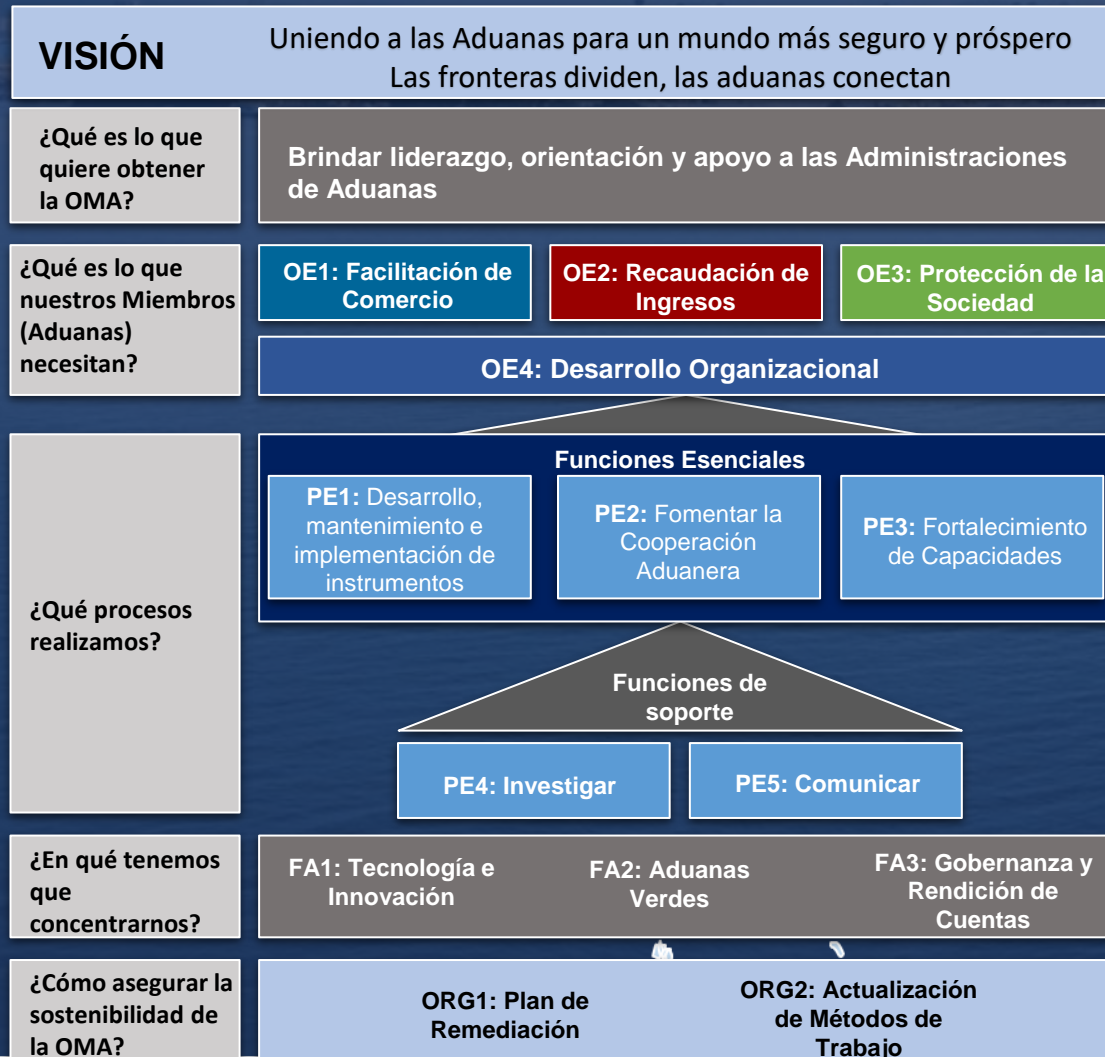 VISIÓN
Uniendo a las Aduanas para un mundo más seguro y próspero
Las fronteras dividen, las aduanas conectan
¿Qué es lo que
quiere obtener
la OMA?
Brindar liderazgo, orientación y apoyo a las Administraciones
de Aduanas
¿Qué es lo que
nuestros Miembros
(Aduanas)
necesitan?
OE1: Facilitación de
Comercio
OE2: Recaudación de
Ingresos
OE3: Protección de la
Sociedad
OE4: Desarrollo Organizacional
¿Qué procesos
realizamos?
Funciones Esenciales
PE1: Desarrollo,
mantenimiento e
implementación de
instrumentos
PE2: Fomentar la
Cooperación
Aduanera
PE3: Fortalecimiento
de Capacidades
Funciones de
soporte
PE4: Investigar
PE5: Comunicar
¿En qué tenemos
que
concentrarnos?
FA1: Tecnología e
Innovación
FA2: Aduanas
Verdes
FA3: Gobernanza y
Rendición de
Cuentas
¿Cómo asegurar la
sostenibilidad de
la OMA?
ORG1: Plan de
Remediación
ORG2: Actualización
de Métodos de
Trabajo